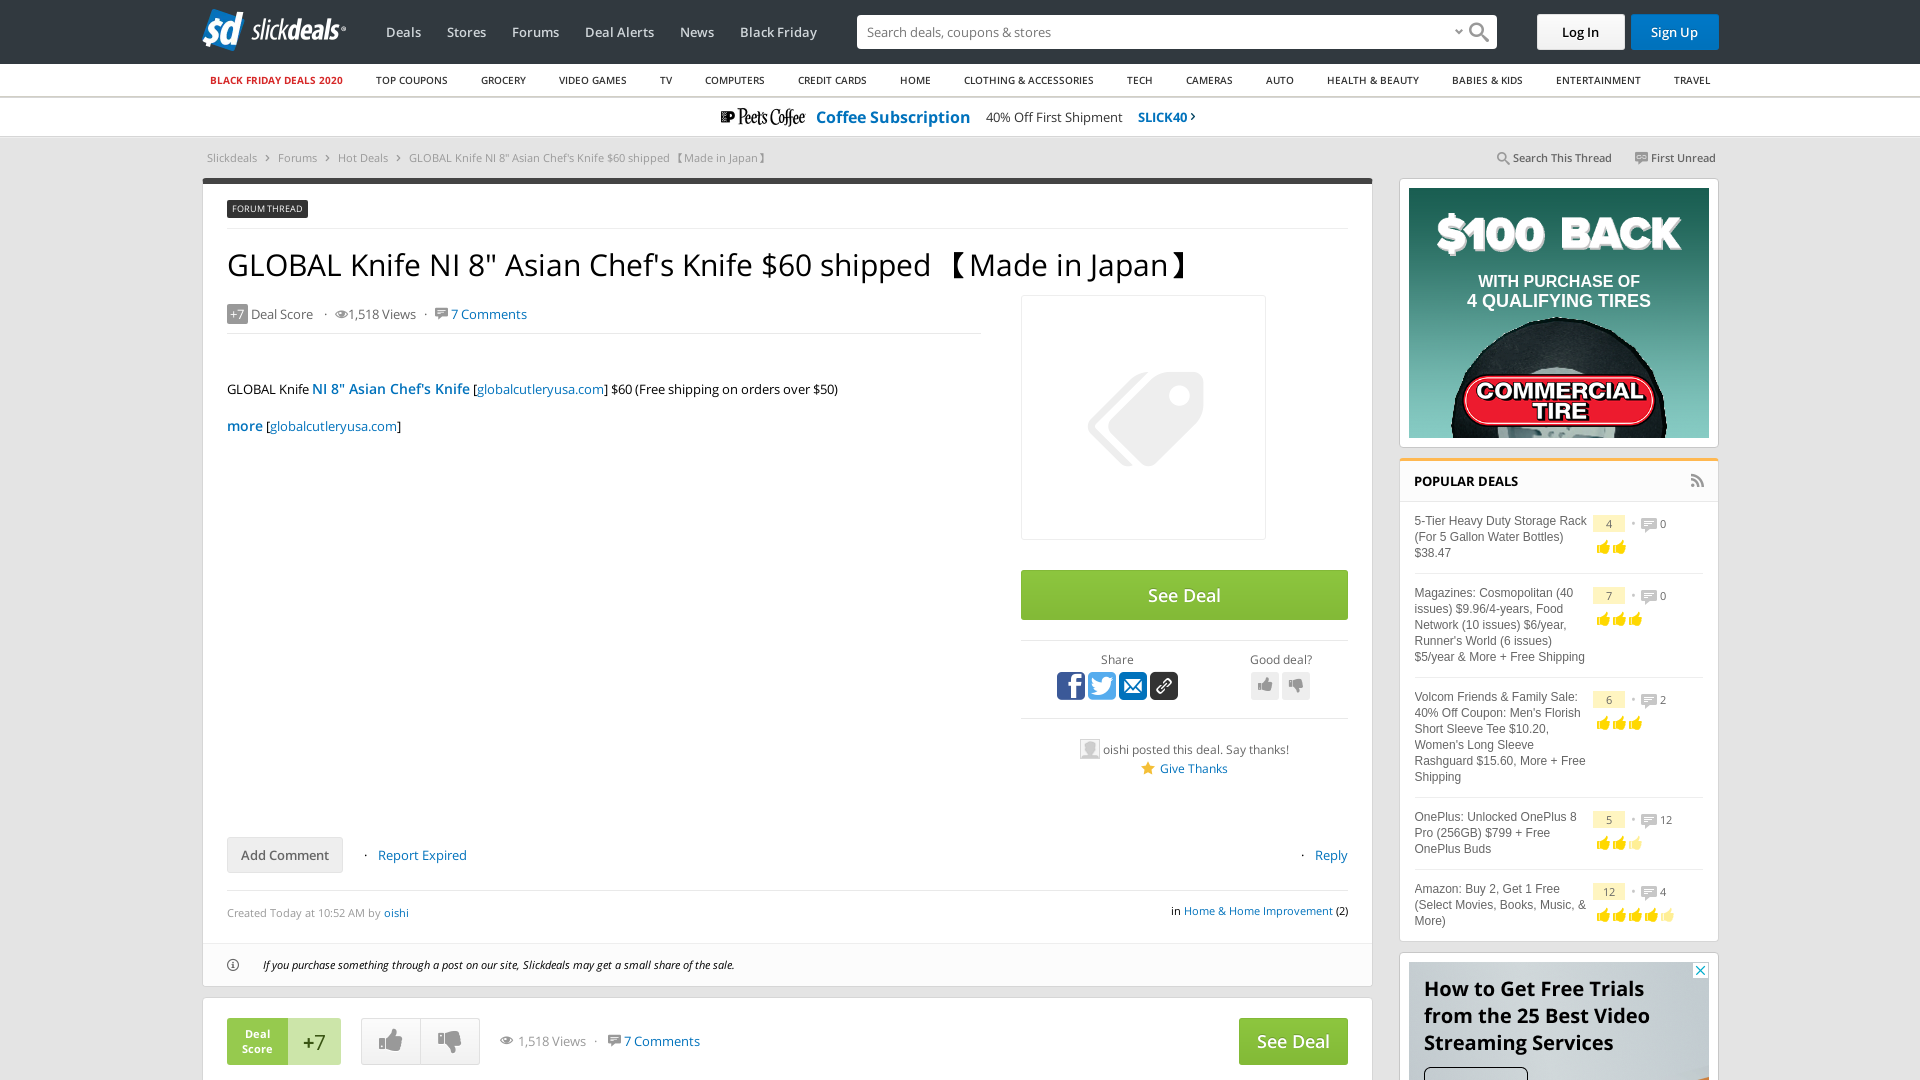 slickdeals
Deals
Stores
Forums
Deal Alerts
News
Black Friday
Search deals, coupons & stores
Log In
Sign Up
BLACK FRIDAY DEALS 2020
TOP COUPONS
GROCERY
VIDEO GAMES
TV
COMPUTERS
CREDIT CARDS
HOME
CLOTHING & ACCESSORIES
TECH
CAMERAS
AUTO
HEALTH & BEAUTY
BABIES & KIDS
ENTERTAINMENT
TRAVEL
Peet's Coffee Coffee Subscription 40% Off First Shipment SLICK40 ›
Slickdeals › Forums › Hot Deals › GLOBAL Knife NI 8" Asian Chef's Knife $60 shipped 【Made in Japan】
Search This Thread
First Unread
FORUM THREAD
GLOBAL Knife NI 8" Asian Chef's Knife $60 shipped 【Made in Japan】
+7 Deal Score · 1,518 Views · 7 Comments
GLOBAL Knife NI 8" Asian Chef's Knife [globalcutleryusa.com] $60 (Free shipping on orders over $50)
more [globalcutleryusa.com]
See Deal
Share
Good deal?
oishi posted this deal. Say thanks!
Give Thanks
Add Comment · Report Expired
· Reply
Created Today at 10:52 AM by oishi
in Home & Home Improvement (2)
If you purchase something through a post on our site, Slickdeals may get a small share of the sale.
Deal
Score
+7
1,518 Views · 7 Comments
See Deal
$100 BACK
WITH PURCHASE OF
4 QUALIFYING TIRES
COMMERCIAL
TIRE
POPULAR DEALS
5-Tier Heavy Duty Storage Rack
(For 5 Gallon Water Bottles)
$38.47
4 • 0
Magazines: Cosmopolitan (40
issues) $9.96/4-years, Food
Network (10 issues) $6/year,
Runner's World (6 issues)
$5/year & More + Free Shipping
7 • 0
Volcom Friends & Family Sale:
40% Off Coupon: Men's Florish
Short Sleeve Tee $10.20,
Women's Long Sleeve
Rashguard $15.60, More + Free
Shipping
6 • 2
OnePlus: Unlocked OnePlus 8
Pro (256GB) $799 + Free
OnePlus Buds
5 • 12
Amazon: Buy 2, Get 1 Free
(Select Movies, Books, Music, &
More)
12 • 4
How to Get Free Trials
from the 25 Best Video
Streaming Services